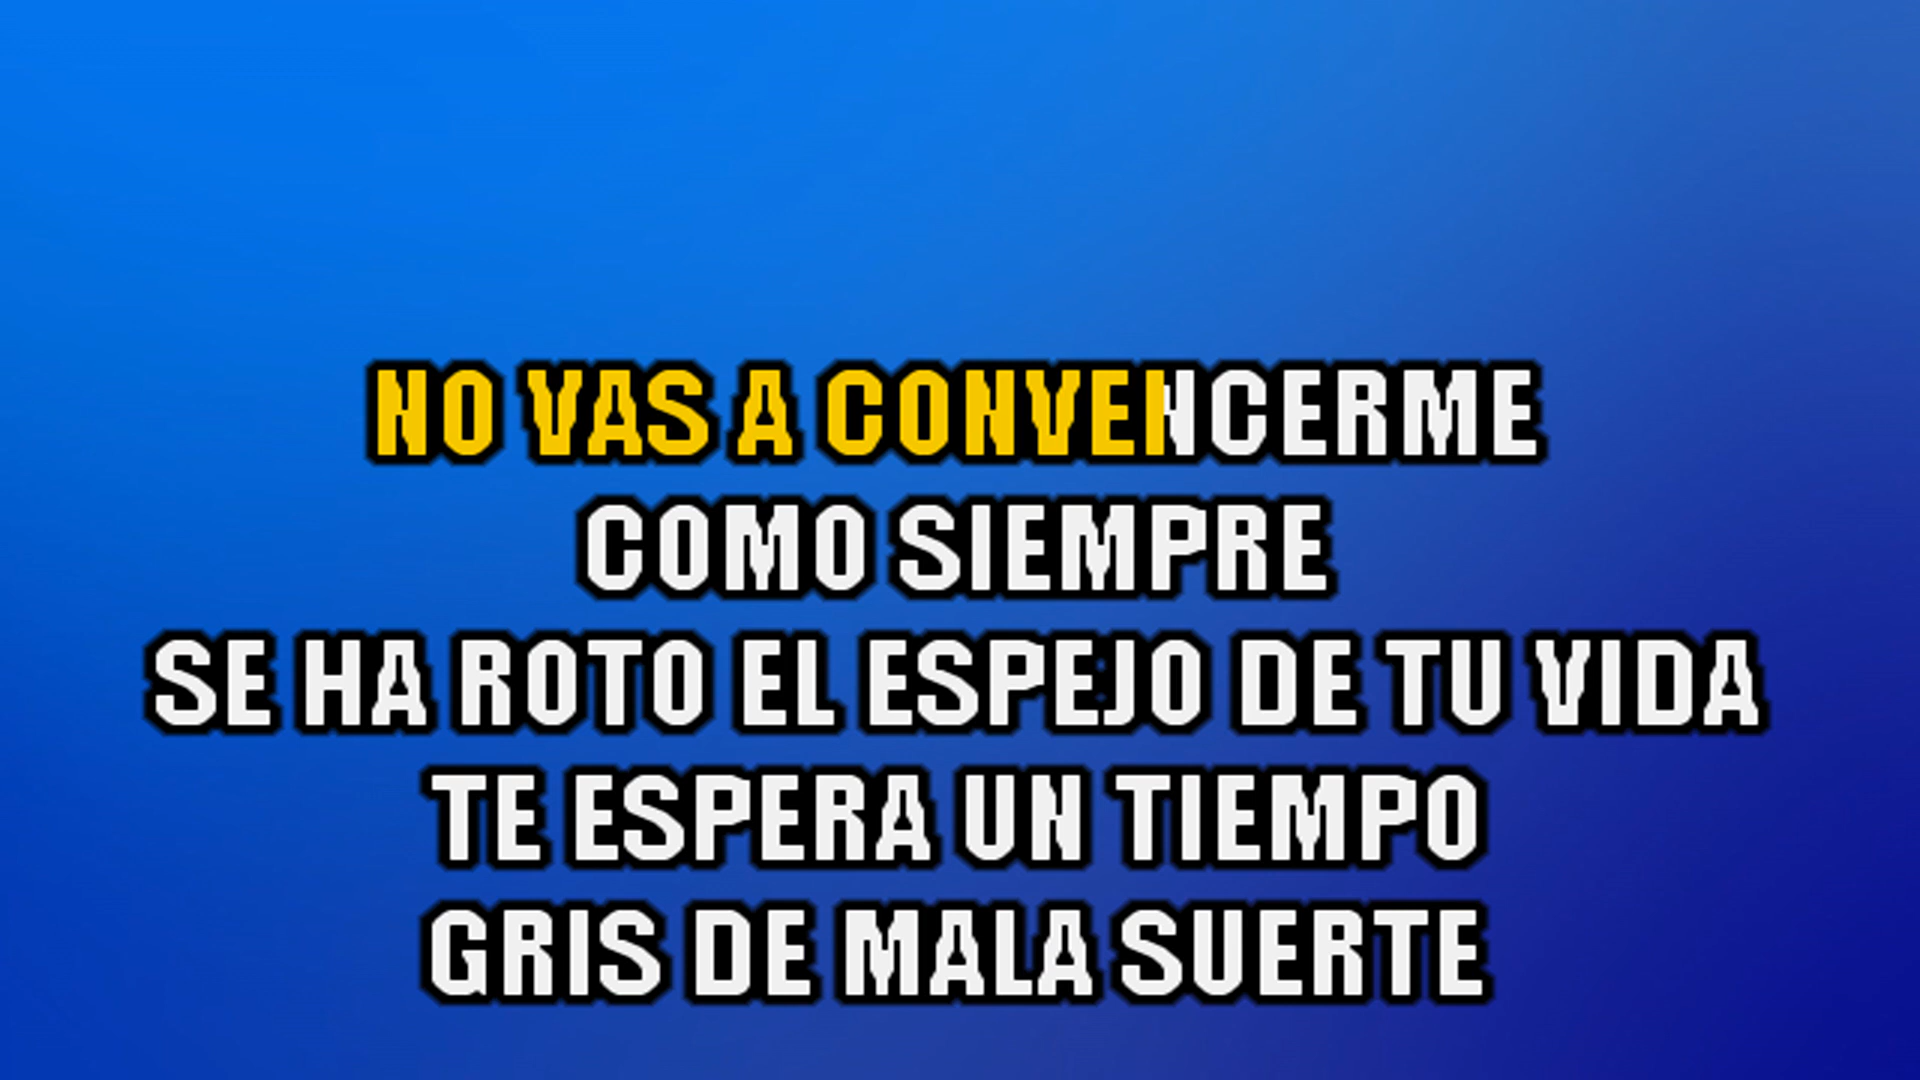 NO VAS A CONVENCERME
COMO SIEMPRE
SE HA ROTO EL ESPEJO DE TU VIDA
TE ESPERA UN TIEMPO
GRIS DE MALA SUERTE